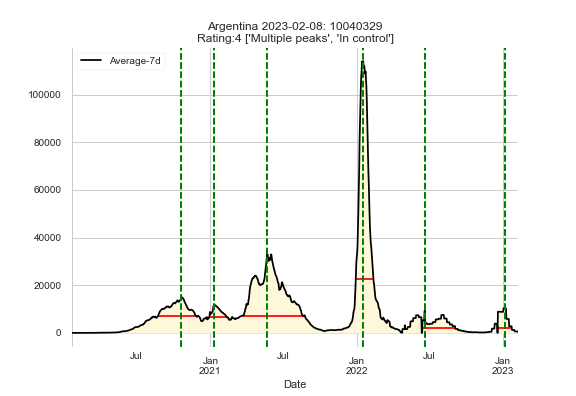 Argentina 2023-02-08: 10040329
Rating:4 ['Multiple peaks', 'In control']
Average-7d
100000
80000
60000
40000
20000
0
Jul
Jan
2021
Jul
Jan
2022
Jul
Jan
2023
Date